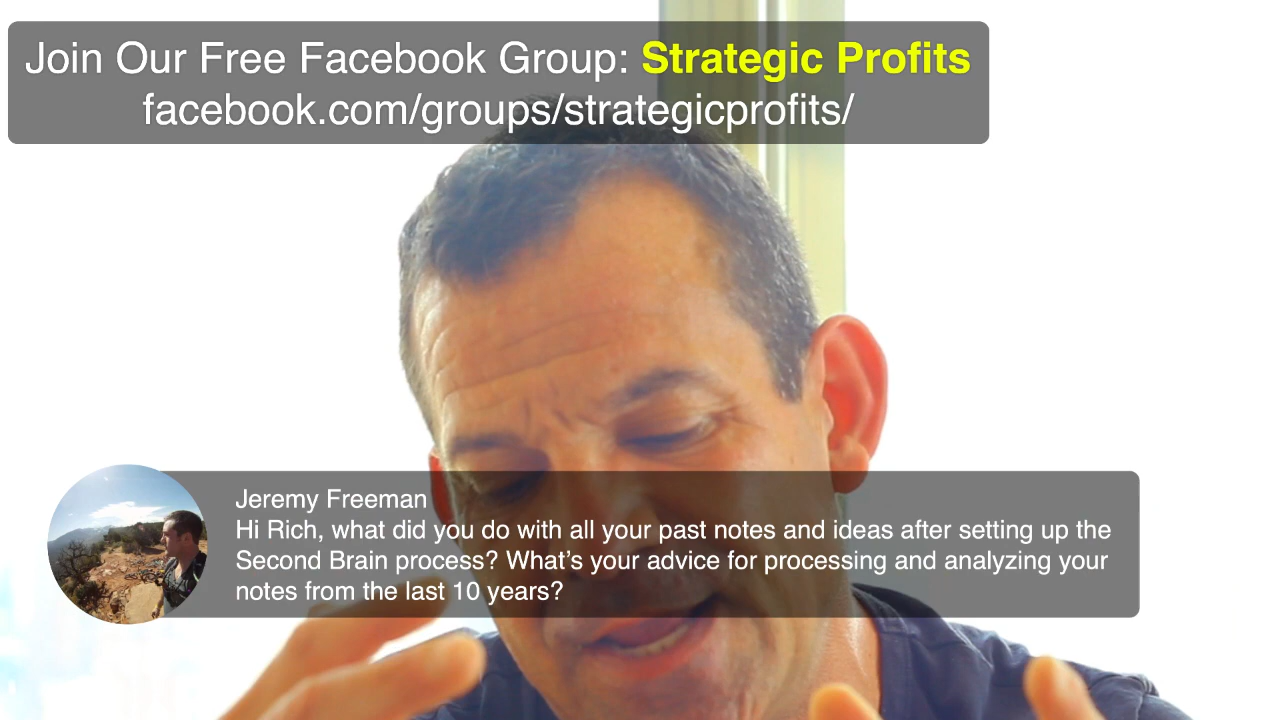 Join Our Free Facebook Group: Strategic Profits
facebook.com/groups/strategicprofits/
Jeremy Freeman
Hi Rich, what did you do with all your past notes and ideas after setting up the
Second Brain process? What’s your advice for processing and analyzing your
notes from the last 10 years?